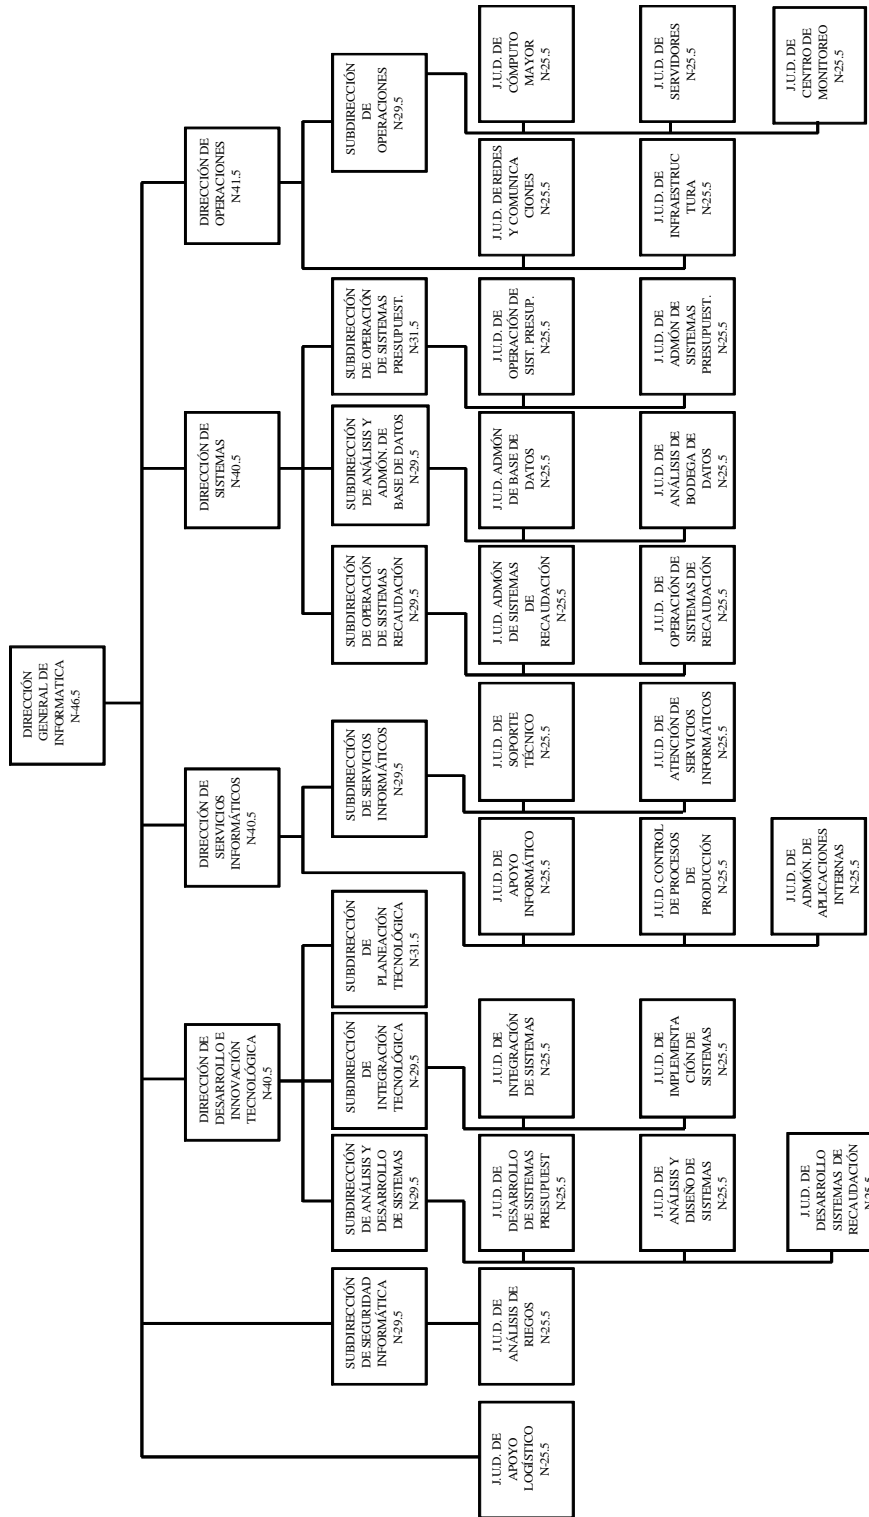 DIRECCIÓN
GENERAL DE
INFORMATICA
N-46.5
DIRECCIÓN DE
DESARROLLO E
INNOVACIÓN
TECNOLÓGICA
N-40.5
DIRECCIÓN DE
SERVICIOS
INFORMÁTICOS
N-40.5
DIRECCIÓN DE
SISTEMAS
N-40.5
DIRECCIÓN DE
OPERACIONES
N-41.5
SUBDIRECCIÓN
DE SEGURIDAD
INFORMÁTICA
N-29.5
SUBDIRECCIÓN
DE ANÁLISIS Y
DESARROLLO
DE SISTEMAS
N-29.5
SUBDIRECCIÓN
DE
INTEGRACIÓN
TECNOLÓGICA
N-29.5
SUBDIRECCIÓN
DE
PLANEACIÓN
TECNOLÓGICA
N-31.5
SUBDIRECCIÓN
DE SERVICIOS
INFORMÁTICOS
N-29.5
SUBDIRECCIÓN
DE OPERACIÓN
DE SISTEMAS
RECAUDACIÓN
N-29.5
SUBDIRECCIÓN
DE ANÁLISIS Y
ADMÓN. DE
BASE DE DATOS
N-29.5
SUBDIRECCIÓN
DE OPERACIÓN
DE SISTEMAS
PRESUPUEST.
N-31.5
SUBDIRECCIÓN
DE
OPERACIONES
N-29.5
J.U.D. DE
APOYO
LOGÍSTICO
N-25.5
J.U.D. DE
ANÁLISIS DE
RIEGOS
N-25.5
J.U.D. DE
DESARROLLO
DE SISTEMAS
PRESUPUEST
N-25.5
J.U.D. DE
INTEGRACIÓN
DE SISTEMAS
N-25.5
J.U.D. DE
APOYO
INFORMÁTICO
N-25.5
J.U.D. DE
SOPORTE
TÉCNICO
N-25.5
J.U.D. ADMÓN
DE SISTEMAS
DE
RECAUDACIÓN
N-25.5
J.U.D. ADMÓN
DE BASE DE
DATOS
N-25.5
J.U.D. DE
OPERACIÓN DE
SIST. PRESUP.
N-25.5
J.U.D. DE REDES
Y COMUNICA
CIONES
N-25.5
J.U.D. DE
CÓMPUTO
MAYOR
N-25.5
J.U.D. DE
ANÁLISIS Y
DISEÑO DE
SISTEMAS
N-25.5
J.U.D. DE
IMPLEMENTA
CIÓN DE
SISTEMAS
N-25.5
J.U.D. CONTROL
DE PROCESOS
DE
PRODUCCIÓN
N-25.5
J.U.D. DE
ATENCIÓN DE
SERVICIOS
INFORMÁTICOS
N-25.5
J.U.D. DE
OPERACIÓN DE
SISTEMAS DE
RECAUDACIÓN
N-25.5
J.U.D. DE
ANÁLISIS DE
BODEGA DE
DATOS
N-25.5
J.U.D. DE
ADMÓN DE
SISTEMAS
PRESUPUEST.
N-25.5
J.U.D. DE
INFRAESTRUC
TURA
N-25.5
J.U.D. DE
SERVIDORES
N-25.5
J.U.D. DE
DESARROLLO
SISTEMAS DE
RECAUDACIÓN
N-25.5
J.U.D. DE
ADMÓN. DE
APLICACIONES
INTERNAS
N-25.5
J.U.D. DE
CENTRO DE
MONITOREO
N-25.5